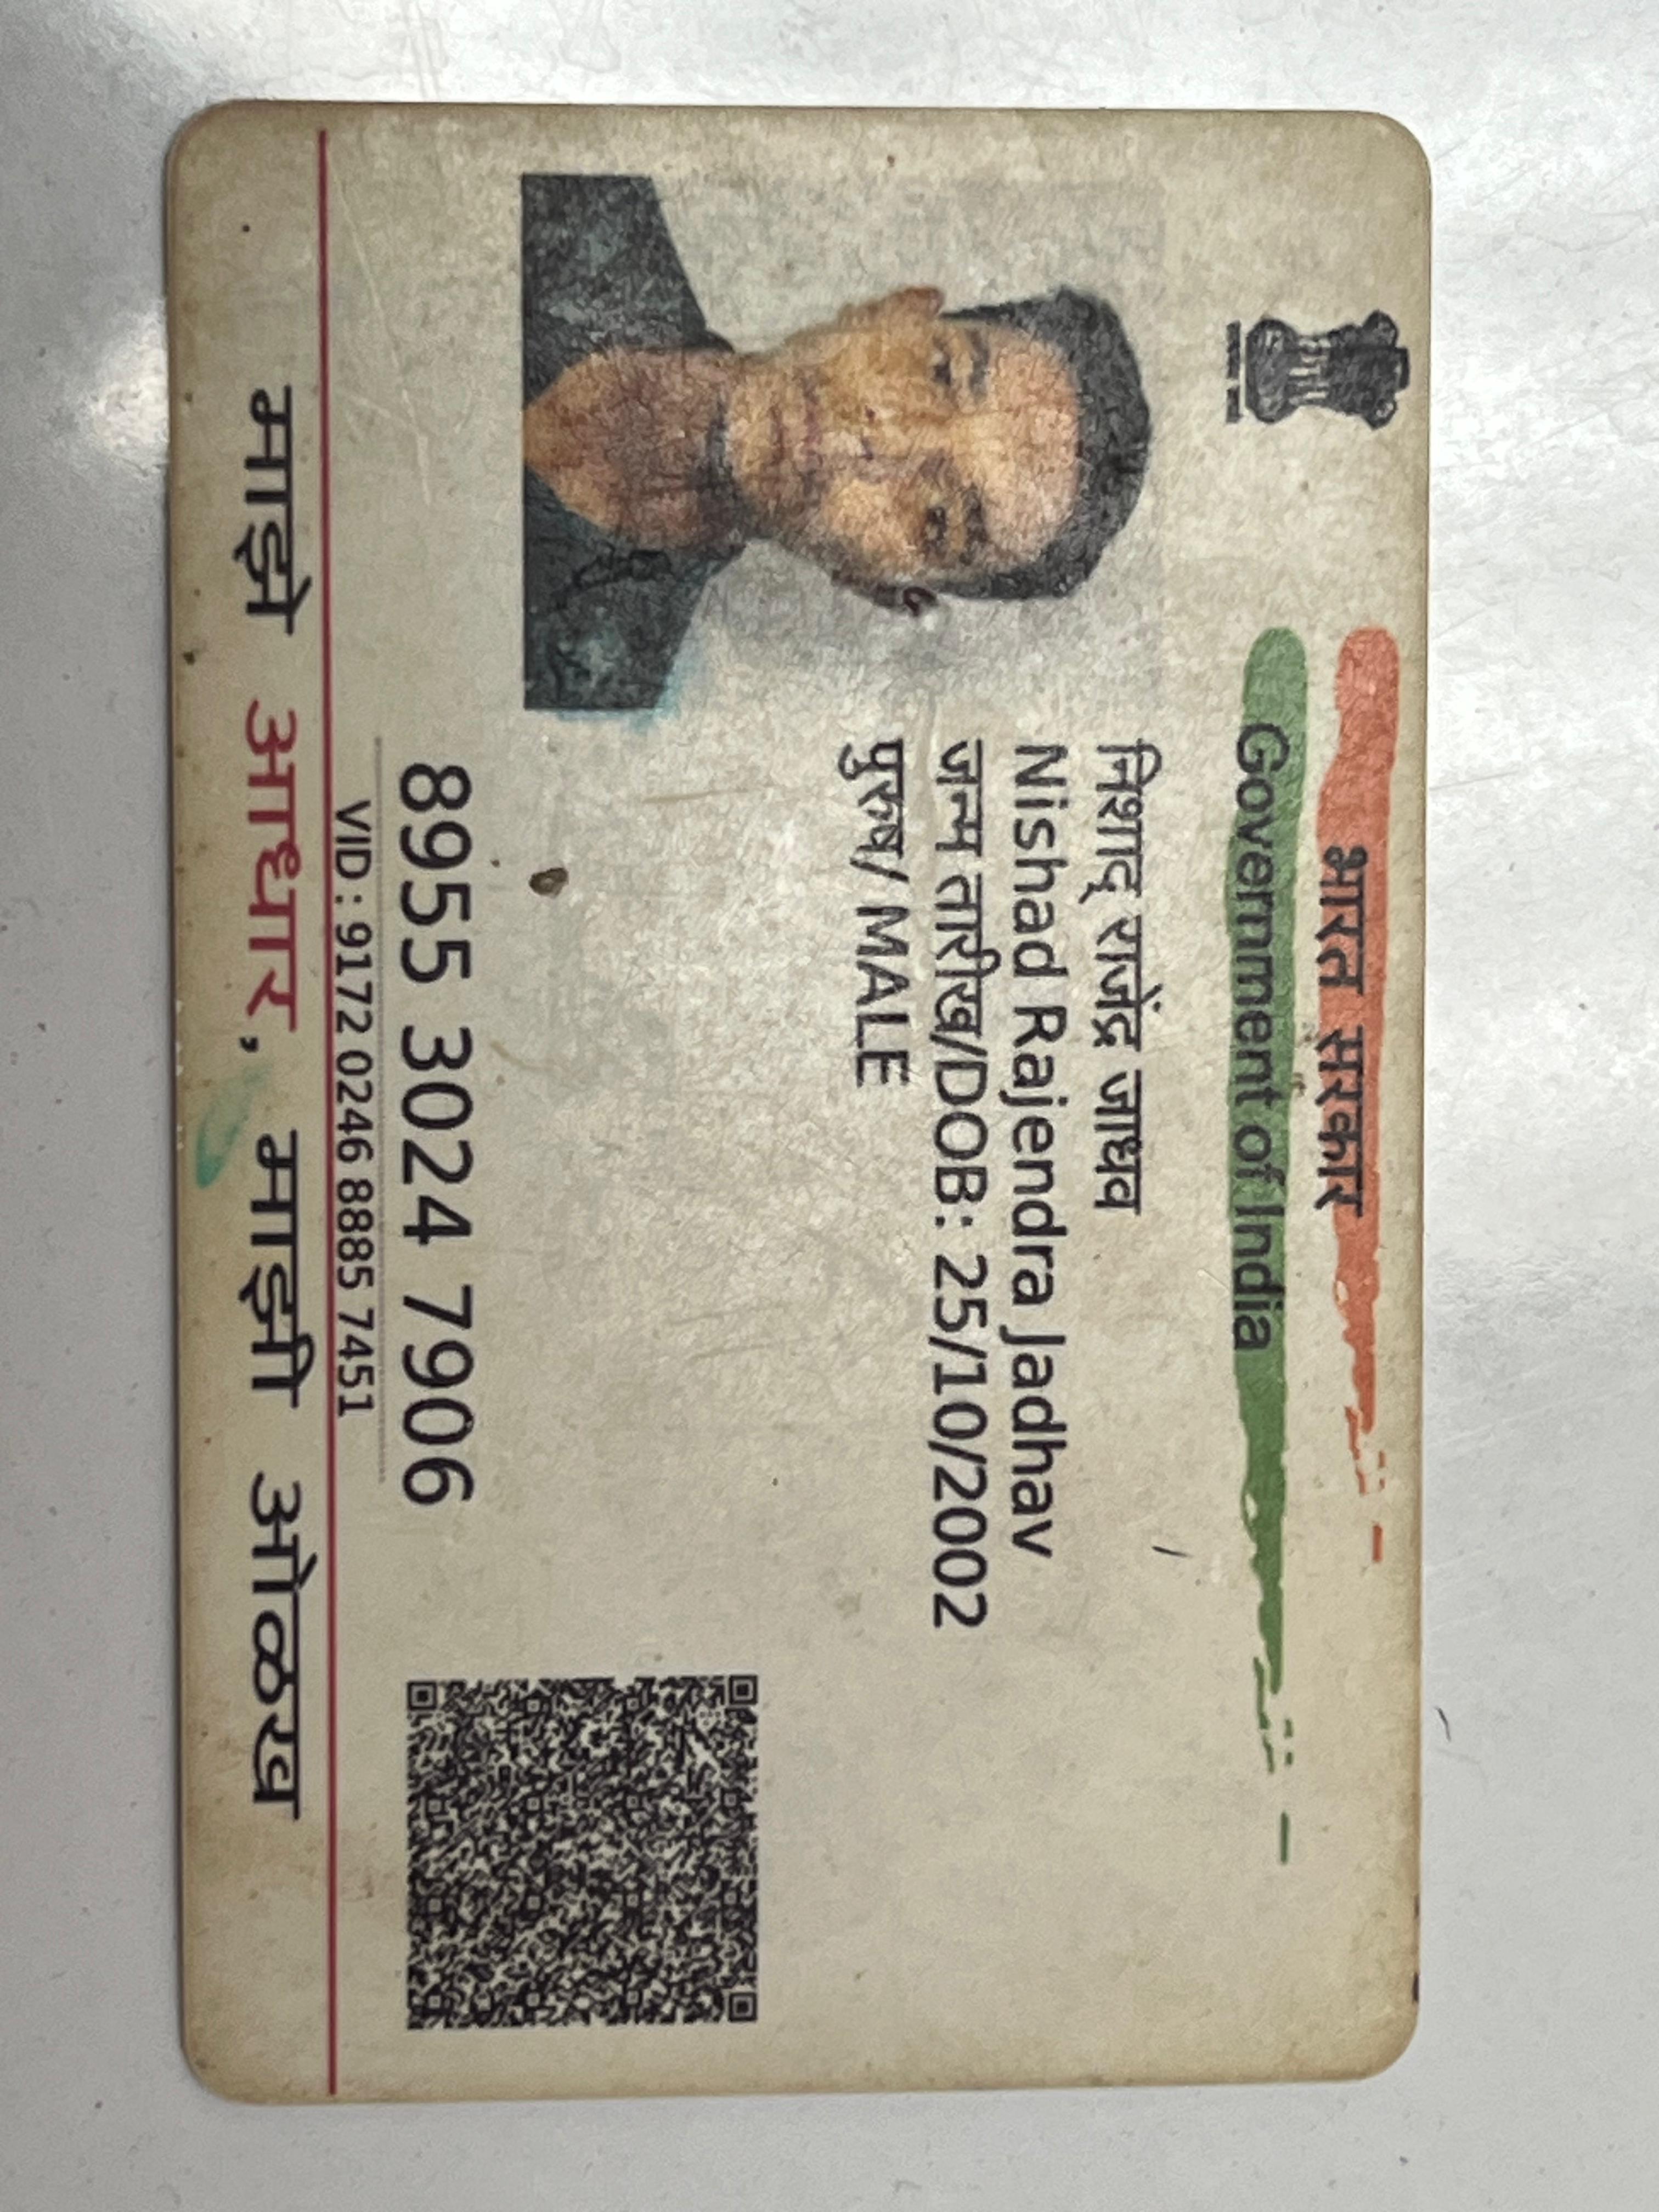 भारत सरकार
Government of India
निशाद् राजेंद्र जाधव
Nishad Rajendra Jadhav
जन्म तारीख/DOB: 25/10/2002
पुरुष/ MALE
8955 3024 7906
VID : 9172 0246 8885 7451
माझे आधार, माझी ओळख